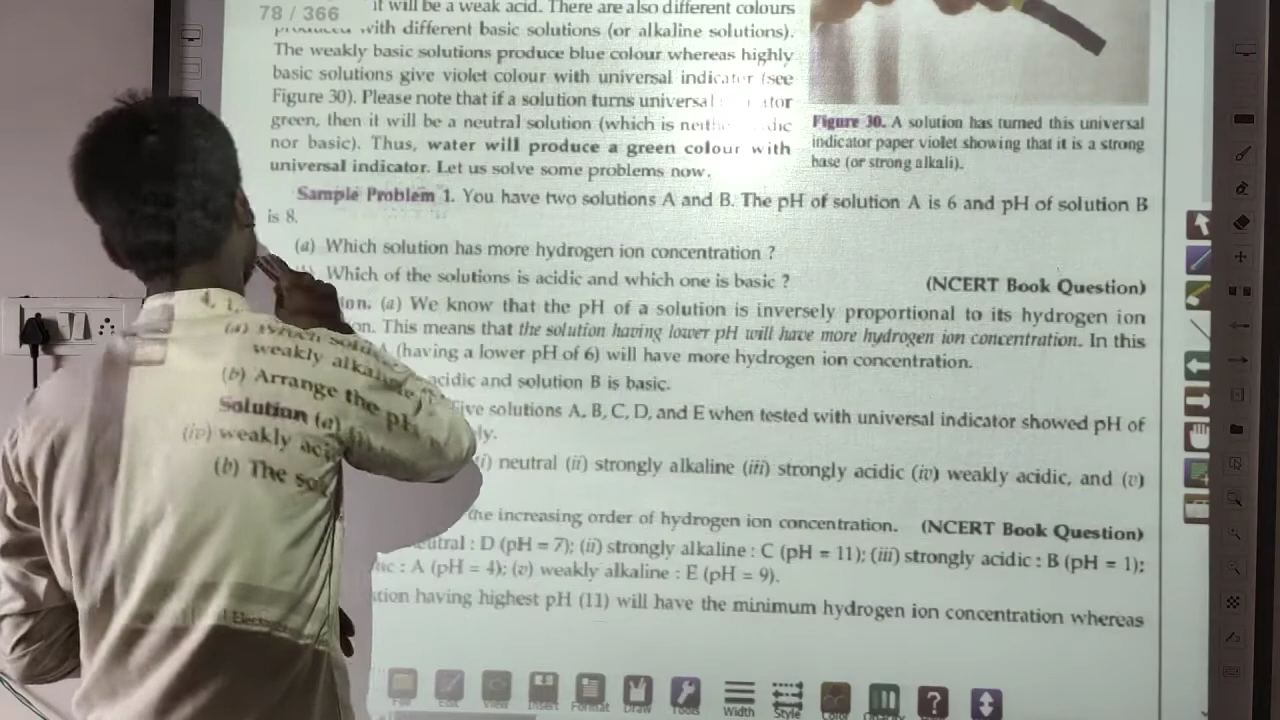 78 / 366
it will be a weak acid. There are also different colours
with different basic solutions (or alkaline solutions).
The weakly basic solutions produce blue colour whereas highly
basic solutions give violet colour with universal indicator (see
Figure 30). Please note that if a solution turns universal
green, then it will be a neutral solution (which is
nor basic). Thus, water will produce a green colour with
universal indicator. Let us solve some problems now.
Figure 30. A solution has turned this universal
indicator paper violet showing that it is a strong
base (or strong alkali).
Sample Problem 1. You have two solutions A and B. The pH of solution A is 6 and pH of solution B
is 8.
(a) Which solution has more hydrogen ion concentration ?
Which of the solutions is acidic and which one is basic ?
(NCERT Book Question)
(a) We know that the pH of a solution is inversely proportional to its hydrogen ion
This means that the solution having lower pH will have more hydrogen ion concentration. In this
(having a lower pH of 6) will have more hydrogen ion concentration.
acidic and solution B is basic.
Five solutions A, B, C, D, and E when tested with universal indicator showed pH of
4, 1,
(a) Which
neutral (ii) strongly alkaline (iii) strongly acidic (iv) weakly acidic, and (v)
weakly alkaline
(b) Arrange the pH
the increasing order of hydrogen ion concentration. (NCERT Book Question)
Solution (a)
: D (pH = 7); (ii) strongly alkaline : C (pH = 11); (iii) strongly acidic : B (pH = 1);
(iv) weakly
: A (pH = 4); (v) weakly alkaline : E (pH = 9).
(b) The
having highest pH (11) will have the minimum hydrogen ion concentration whereas
File Edit View Insert Format Draw Tools Width Style Color